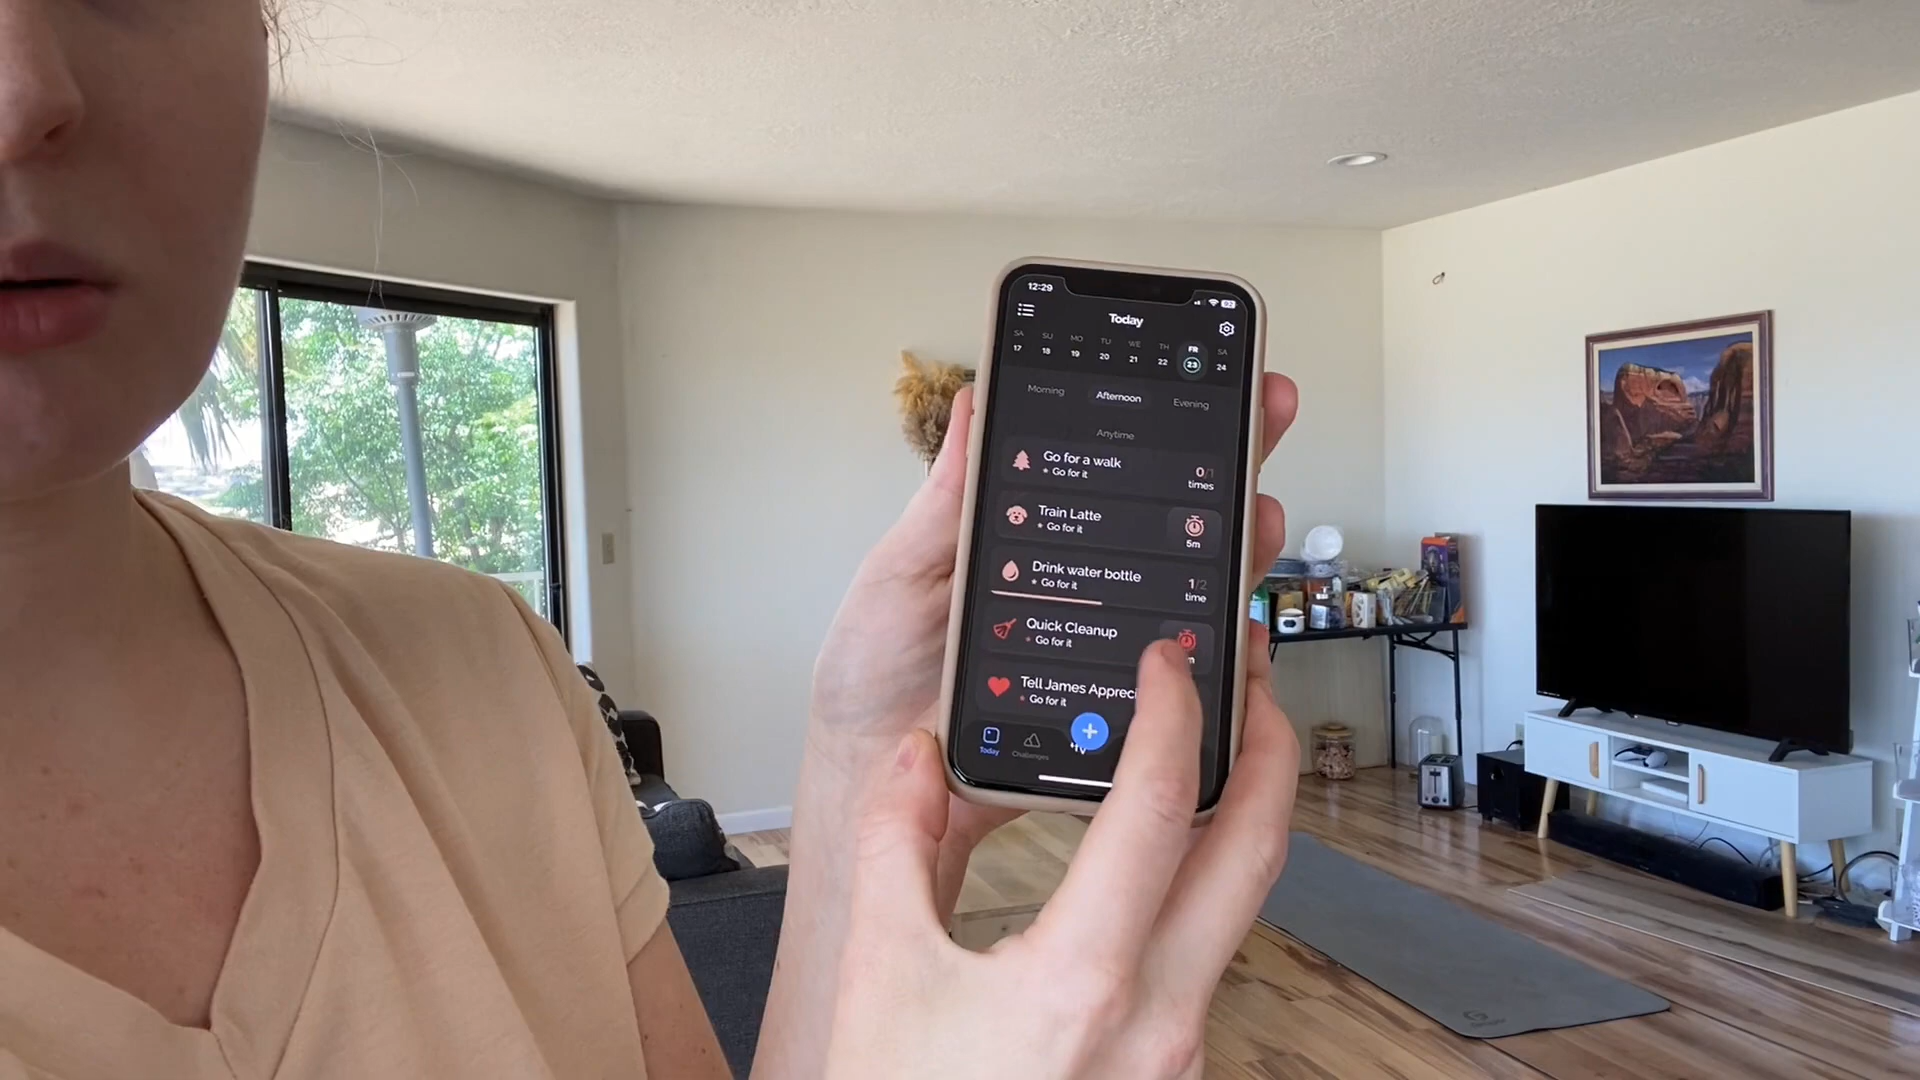 12:29
92
Today
SA SU MO TU WE TH FR SA
17 18 19 20 21 22 23 24
Morning Afternoon Evening
Anytime
Go for a walk
Go for it
0/1
times
Train Latte
Go for it
5m
Drink water bottle
Go for it
1/2
time
Quick Cleanup
Go for it
m
Tell James Appreci
Go for it
Today
Challenges